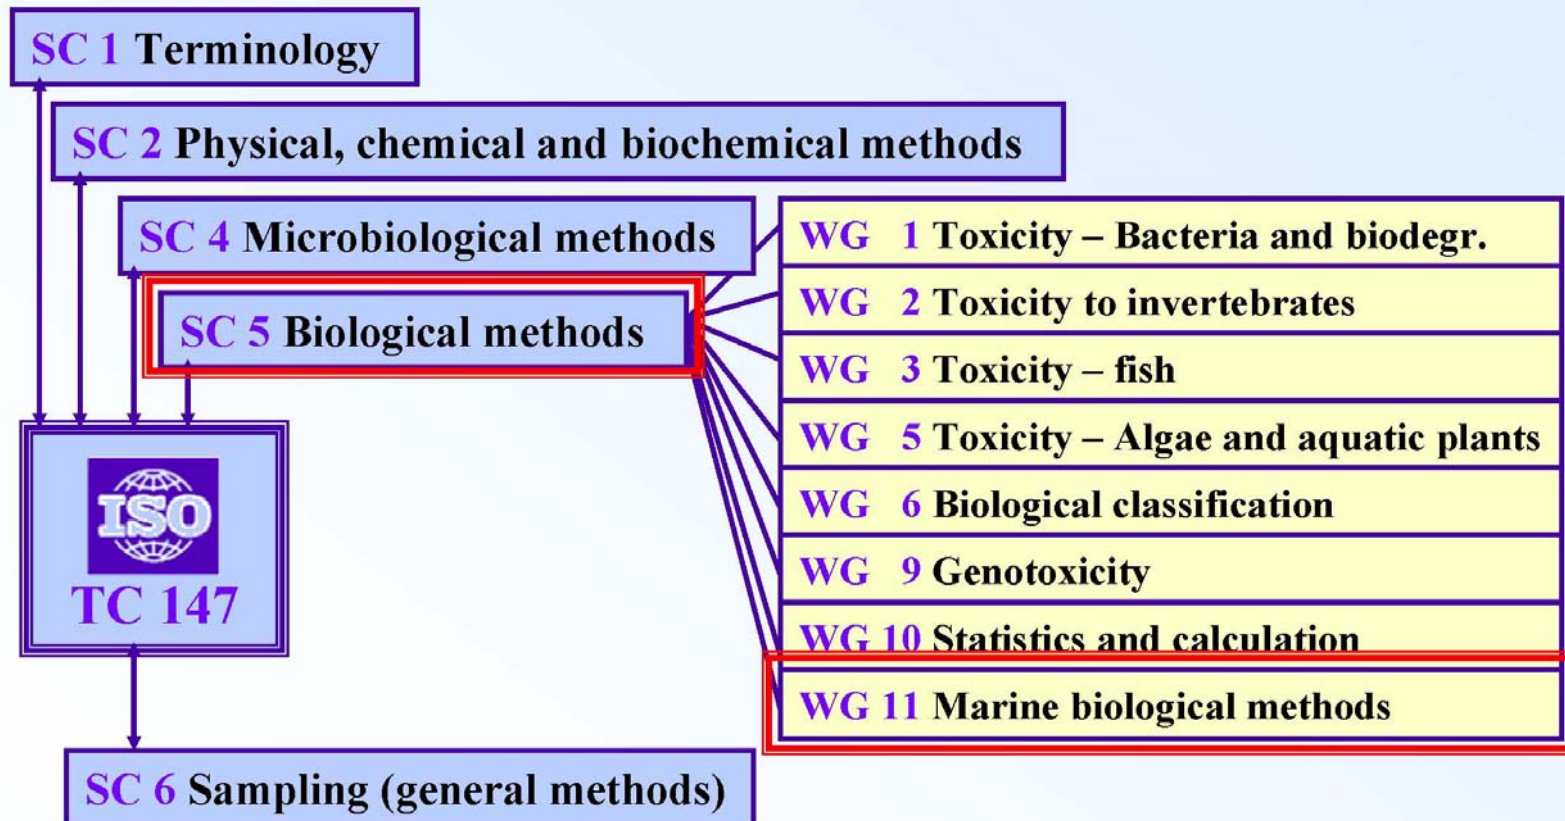 SC 1 Terminology
SC 2 Physical, chemical and biochemical methods
SC 4 Microbiological methods
SC 5 Biological methods
WG 1 Toxicity – Bacteria and biodegr.
WG 2 Toxicity to invertebrates
WG 3 Toxicity – fish
WG 5 Toxicity – Algae and aquatic plants
WG 6 Biological classification
WG 9 Genotoxicity
WG 10 Statistics and calculation
WG 11 Marine biological methods
ISO
TC 147
SC 6 Sampling (general methods)